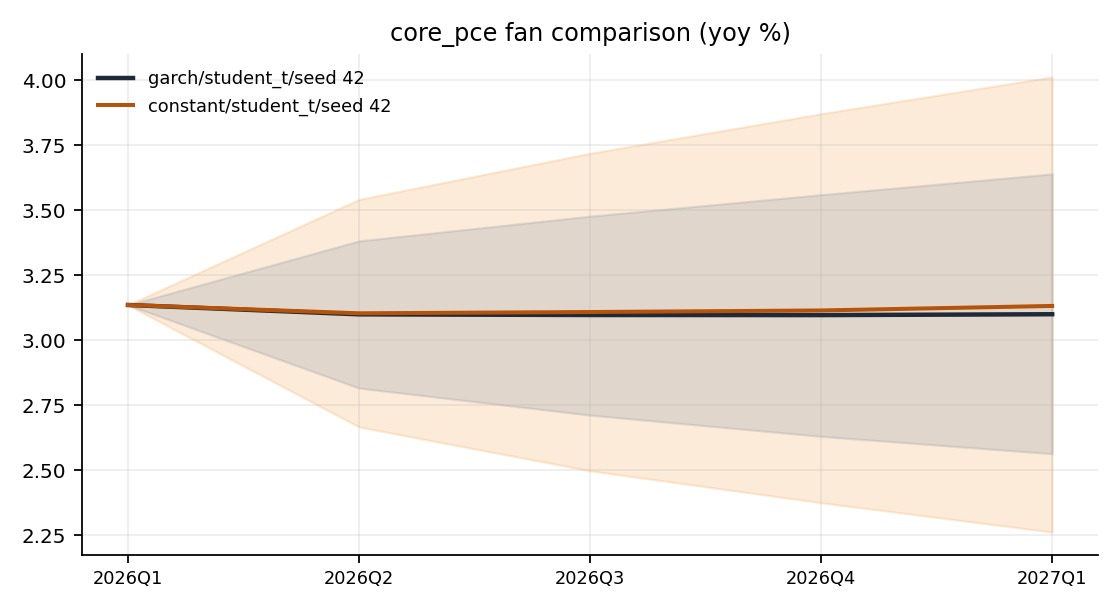 core_pce fan comparison (yoy %)
garch/student_t/seed 42
constant/student_t/seed 42
4.00
3.75
3.50
3.25
3.00
2.75
2.50
2.25
2026Q1
2026Q2
2026Q3
2026Q4
2027Q1